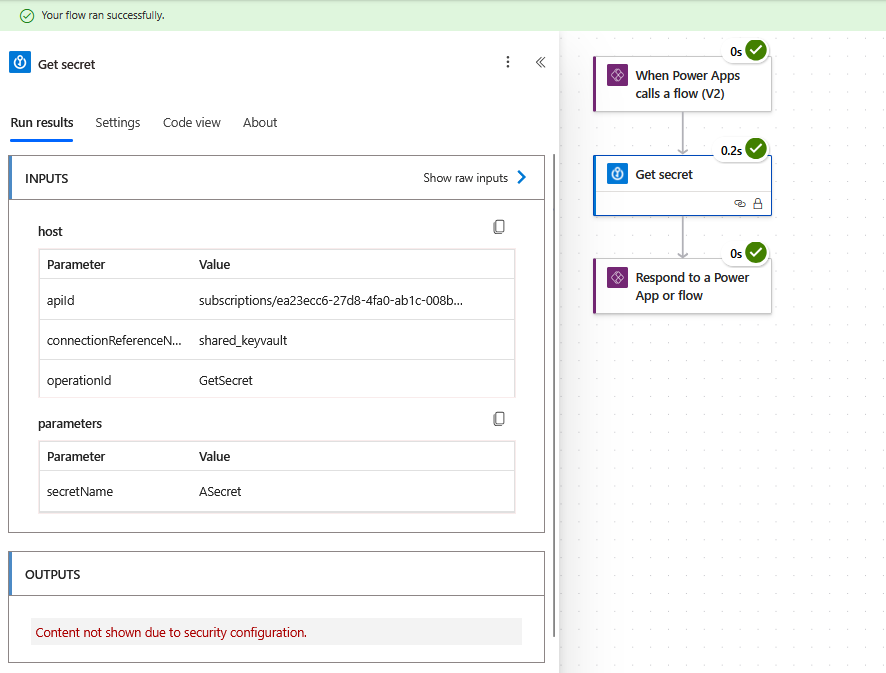 Your flow ran successfully.
Get secret
Run results Settings Code view About
INPUTS Show raw inputs
host
Parameter Value
apiId subscriptions/ea23ecc6-27d8-4fa0-ab1c-008b...
connectionReferenceN... shared_keyvault
operationId GetSecret
parameters
Parameter Value
secretName ASecret
OUTPUTS
Content not shown due to security configuration.
0s
When Power Apps
calls a flow (V2)
0.2s
Get secret
0s
Respond to a Power
App or flow